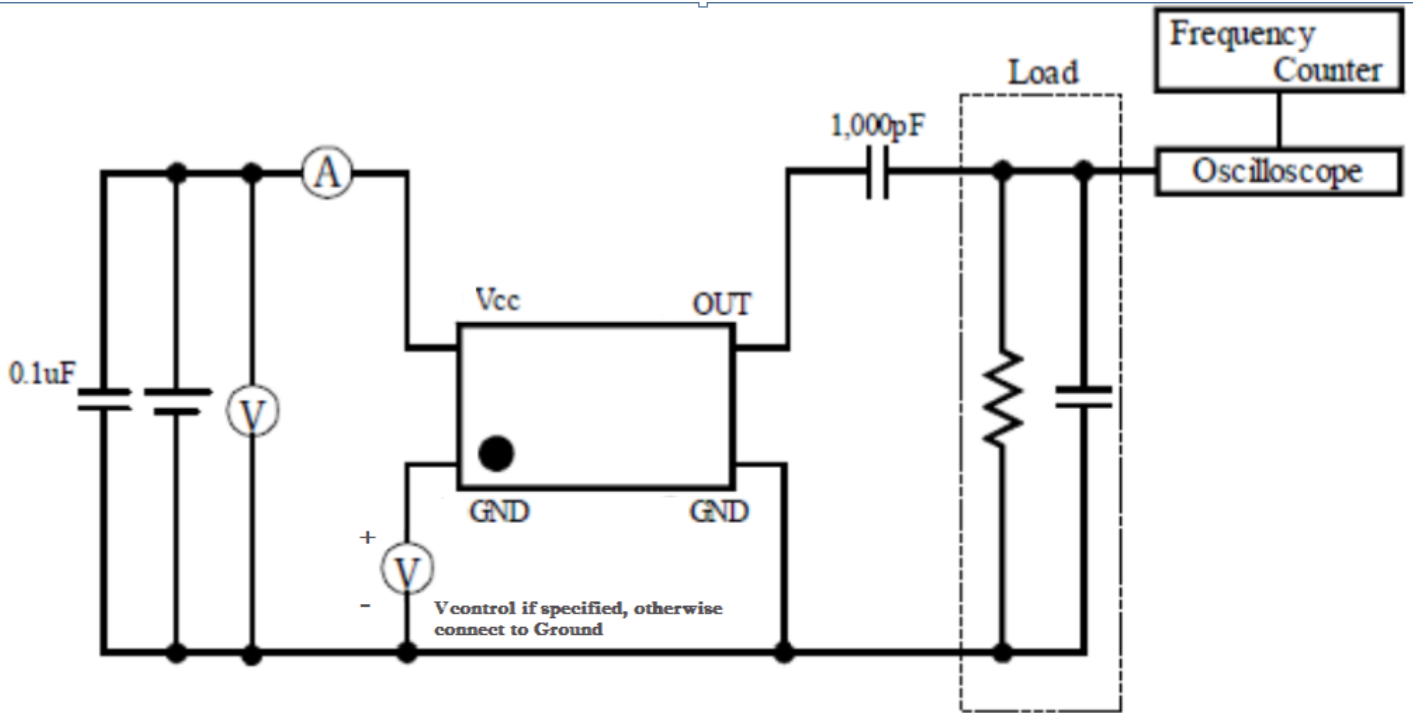 Frequency
Counter
Load
1,000pF
Oscilloscope
A
Vcc
OUT
0.1uF
V
GND
GND
+
V
-
Vcontrol if specified, otherwise
connect to Ground